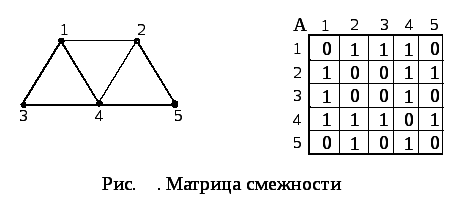 1 2
3 4 5
A 1 2 3 4 5
1 0 1 1 1 0
2 1 0 0 1 1
3 1 0 0 1 0
4 1 1 1 0 1
5 0 1 0 1 0
Рис. . Матрица смежности